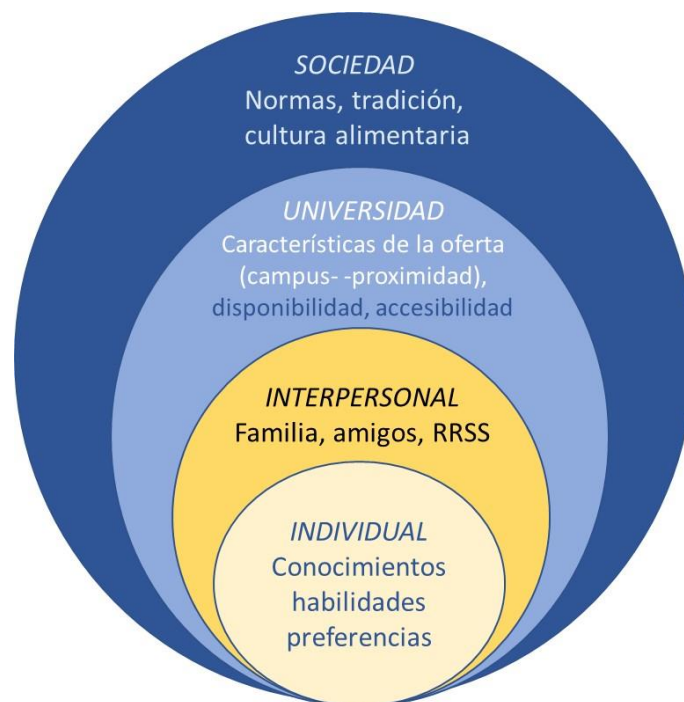 SOCIEDAD
Normas, tradición,
cultura alimentaria
UNIVERSIDAD
Características de la oferta
(campus- -proximidad),
disponibilidad, accesibilidad
INTERPERSONAL
Familia, amigos, RRSS
INDIVIDUAL
Conocimientos
habilidades
preferencias